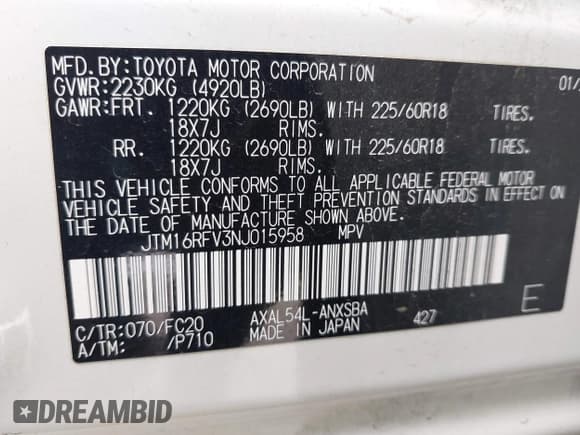 MFD.BY:TOYOTA MOTOR CORPORATION 01/
GVWR:2230KG (4920LB)
GAWR:FRT. 1220KG (2690LB) WITH 225/60R18 TIRES.
18X7J RIMS.
RR. 1220KG (2690LB) WITH 225/60R18 TIRES.
18X7J RIMS.
THIS VEHICLE CONFORMS TO ALL APPLICABLE FEDERAL MOTOR
VEHICLE SAFETY AND THEFT PREVENTION STANDARDS IN EFFECT ON
THE DATE OF MANUFACTURE SHOWN ABOVE.
JTM16RFV3NJ015958 MPV
C/TR:070/FC20 AXAL54L-ANXSBA 427 E
A/TM: /P710 MADE IN JAPAN
DREAMBID